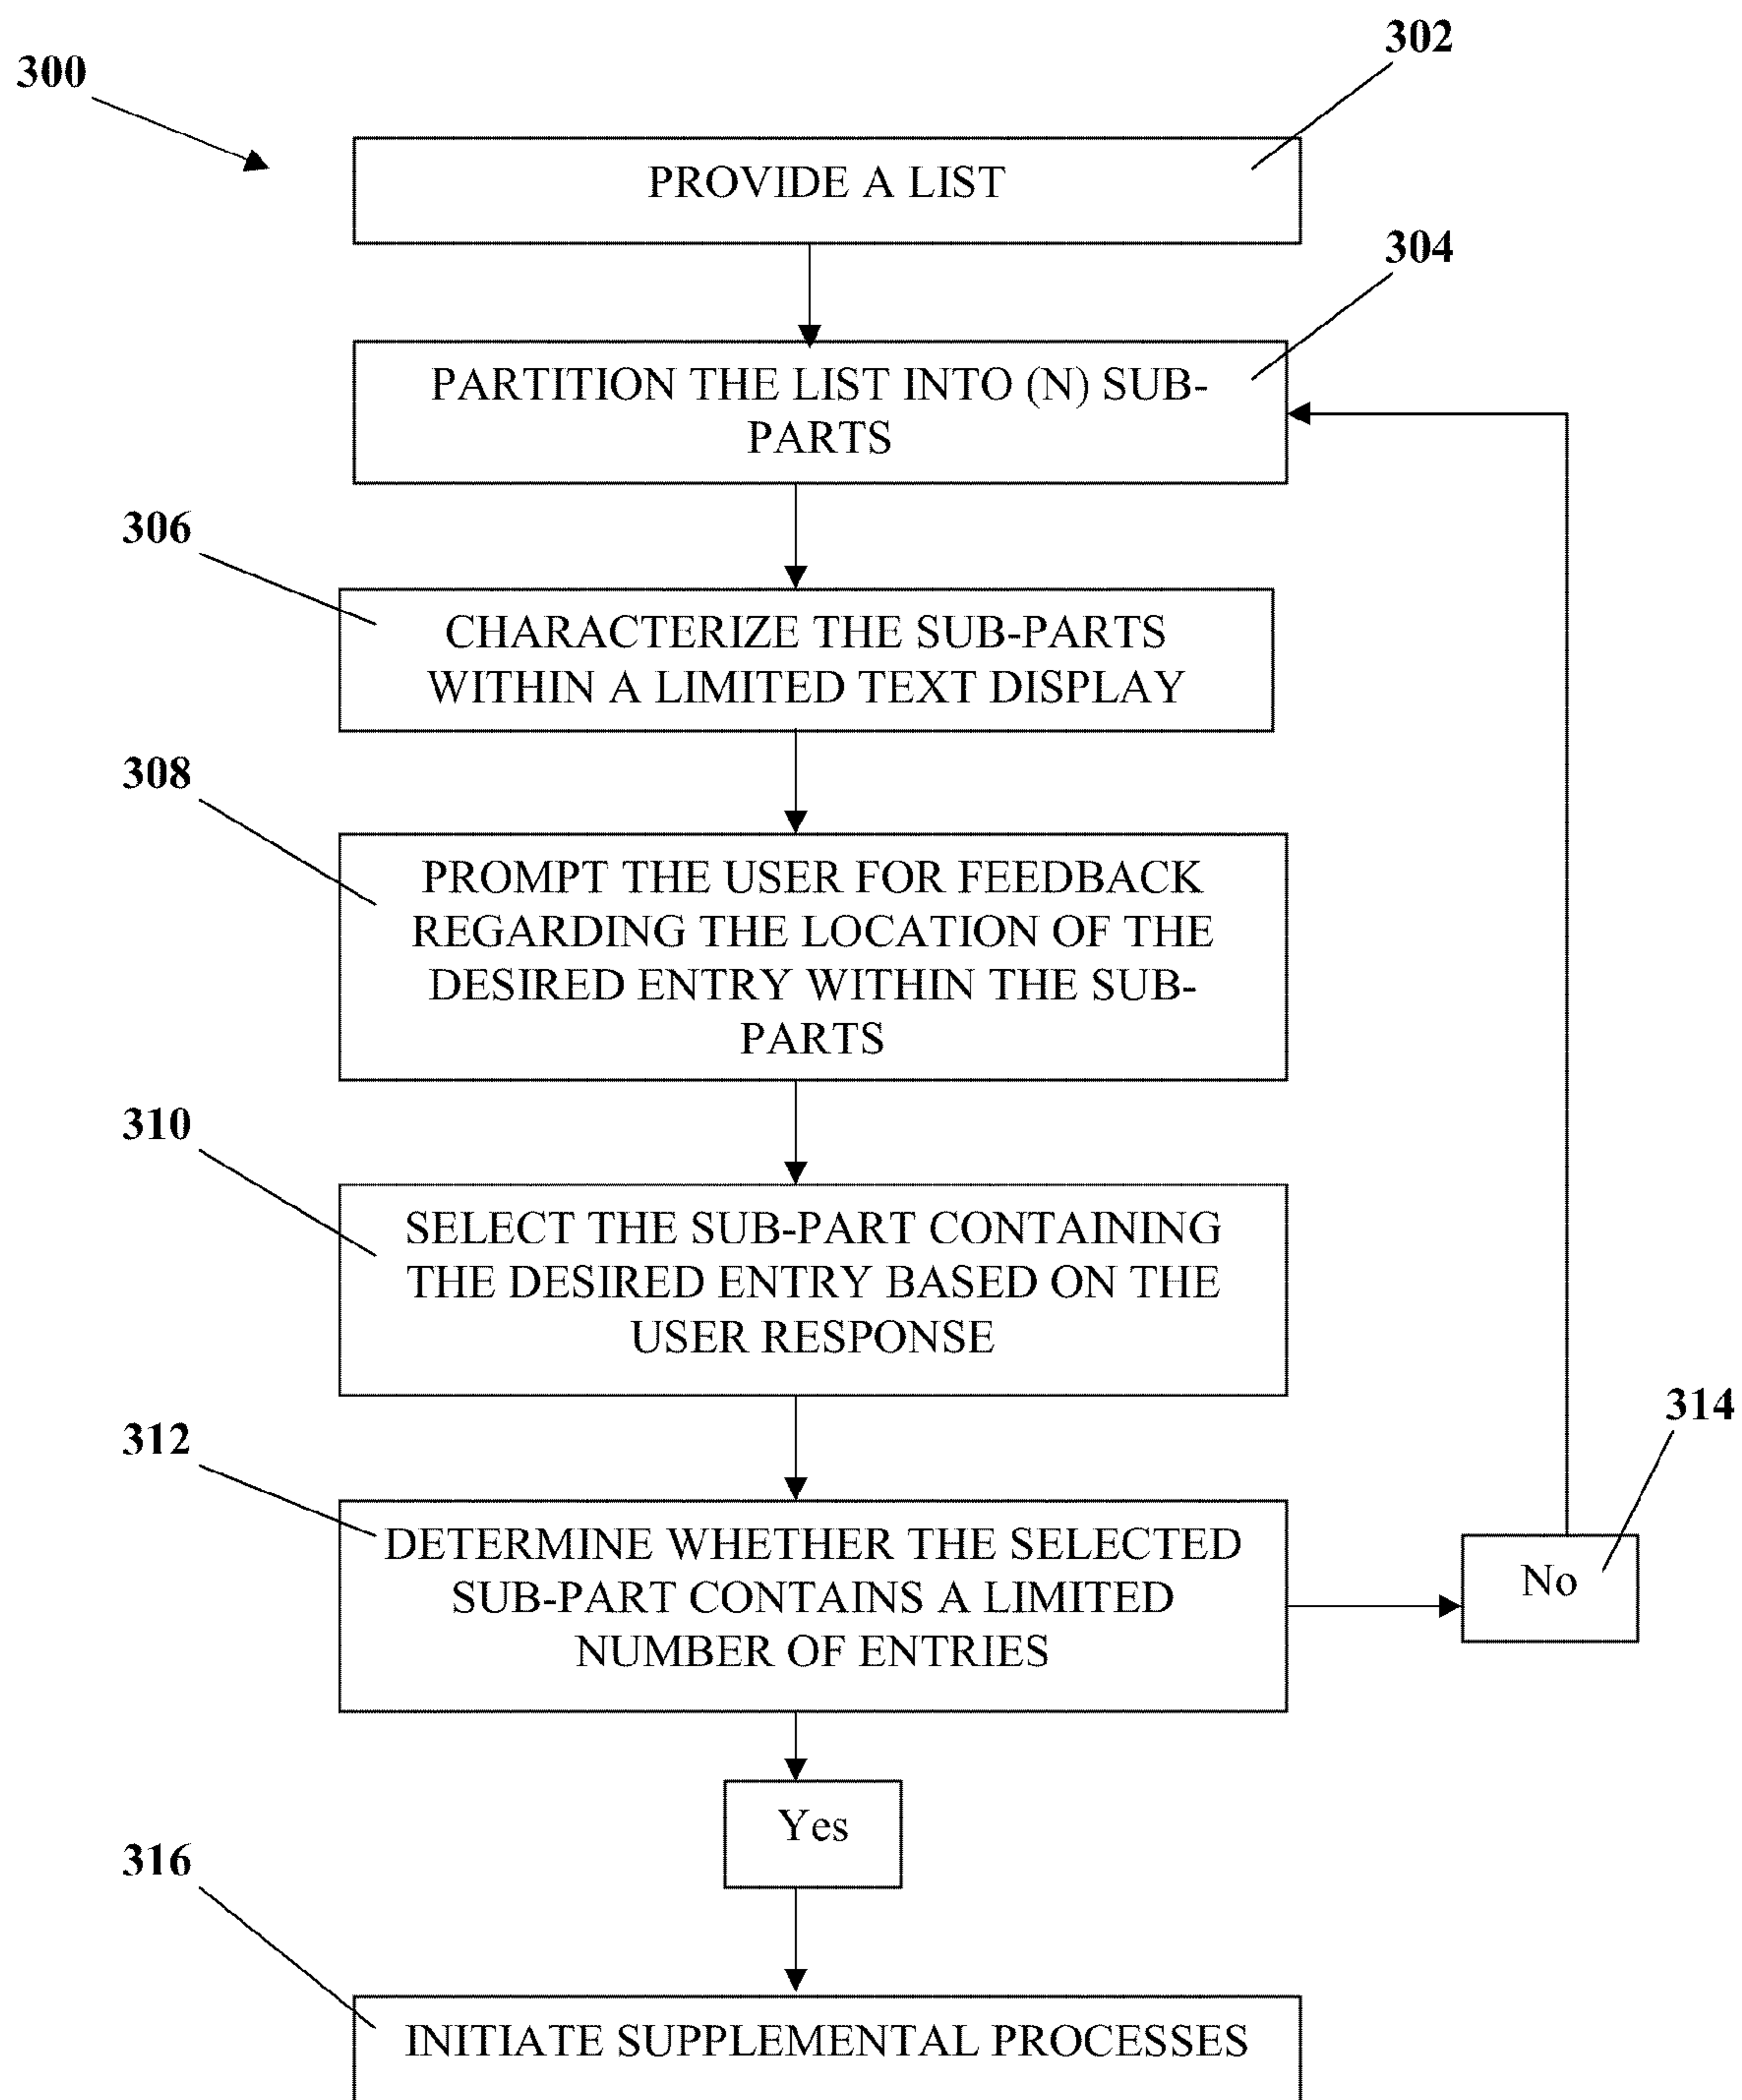 302
300
PROVIDE A LIST
304
PARTITION THE LIST INTO (N) SUB-
PARTS
306
CHARACTERIZE THE SUB-PARTS
WITHIN A LIMITED TEXT DISPLAY
308
PROMPT THE USER FOR FEEDBACK
REGARDING THE LOCATION OF THE
DESIRED ENTRY WITHIN THE SUB-
PARTS
310
SELECT THE SUB-PART CONTAINING
THE DESIRED ENTRY BASED ON THE
USER RESPONSE
314
312
DETERMINE WHETHER THE SELECTED
SUB-PART CONTAINS A LIMITED
NUMBER OF ENTRIES
No
Yes
316
INITIATE SUPPLEMENTAL PROCESSES